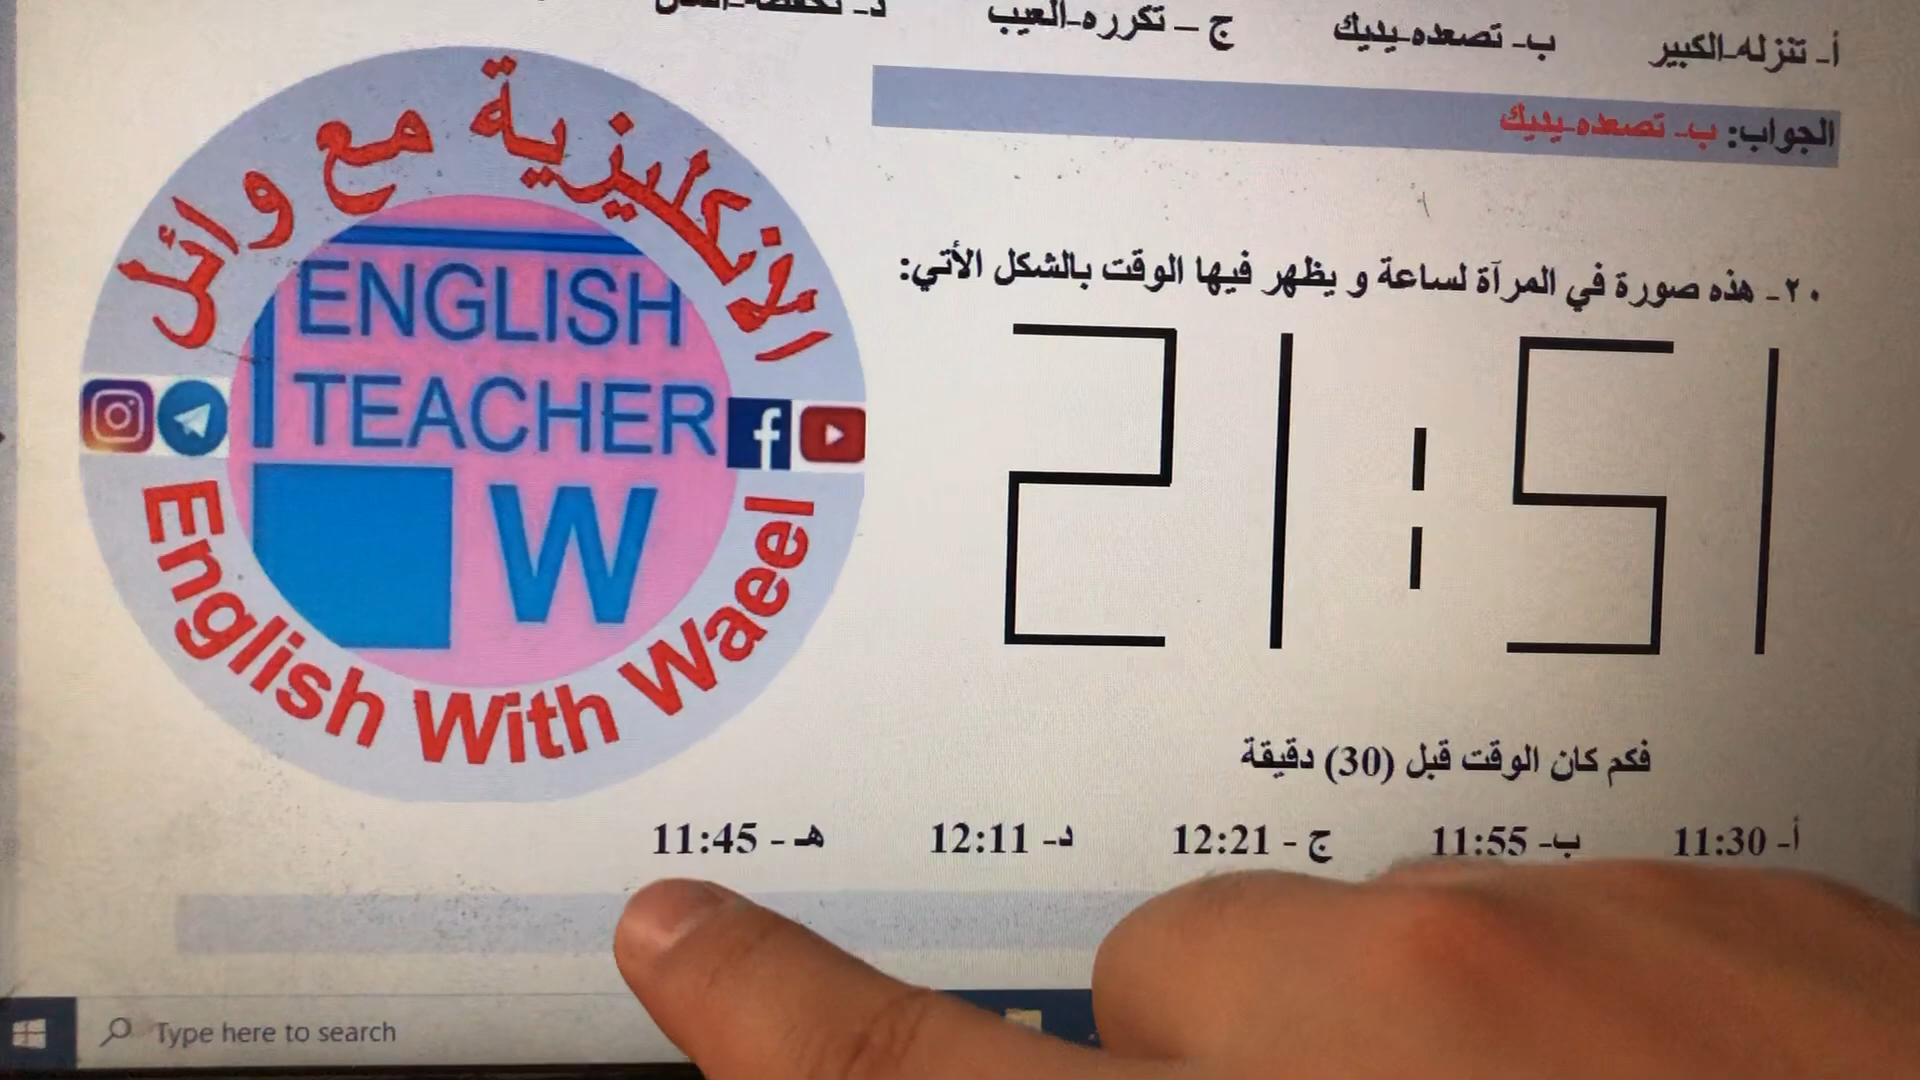 أ- تنزله-الكبير ب- تصعده-يديك ج – تكرره-العيب
الجواب: ب- تصعده-يديك
٢٠- هذه صورة في المرآة لساعة و يظهر فيها الوقت بالشكل الأتي:
21:51
فكم كان الوقت قبل (30) دقيقة
أ- 11:30 ب- 11:55 ج - 12:21 د- 12:11 هـ - 11:45
الانكليزية مع وائل
ENGLISH
TEACHER
W
English With Waeel
Type here to search